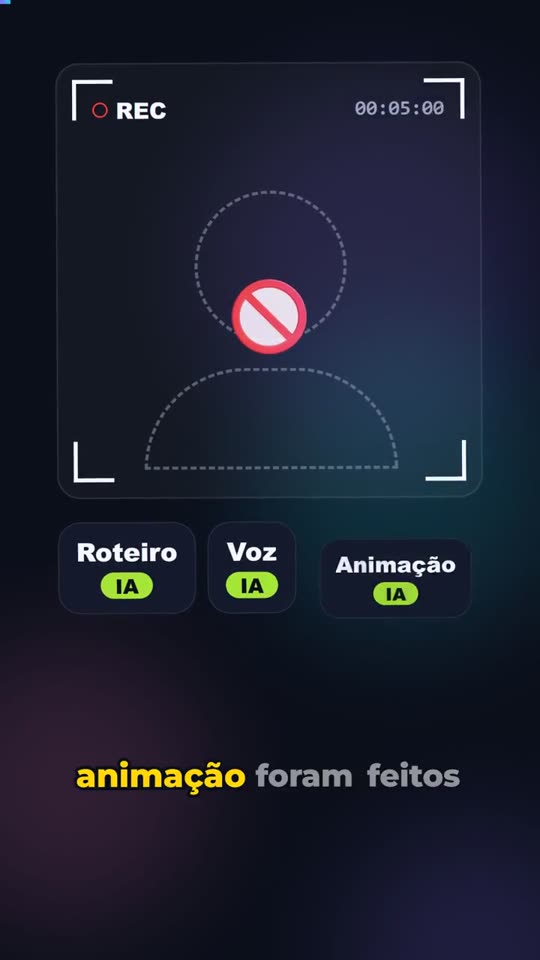 REC
00:05:00
Roteiro
IA
Voz
IA
Animação
IA
animação foram feitos